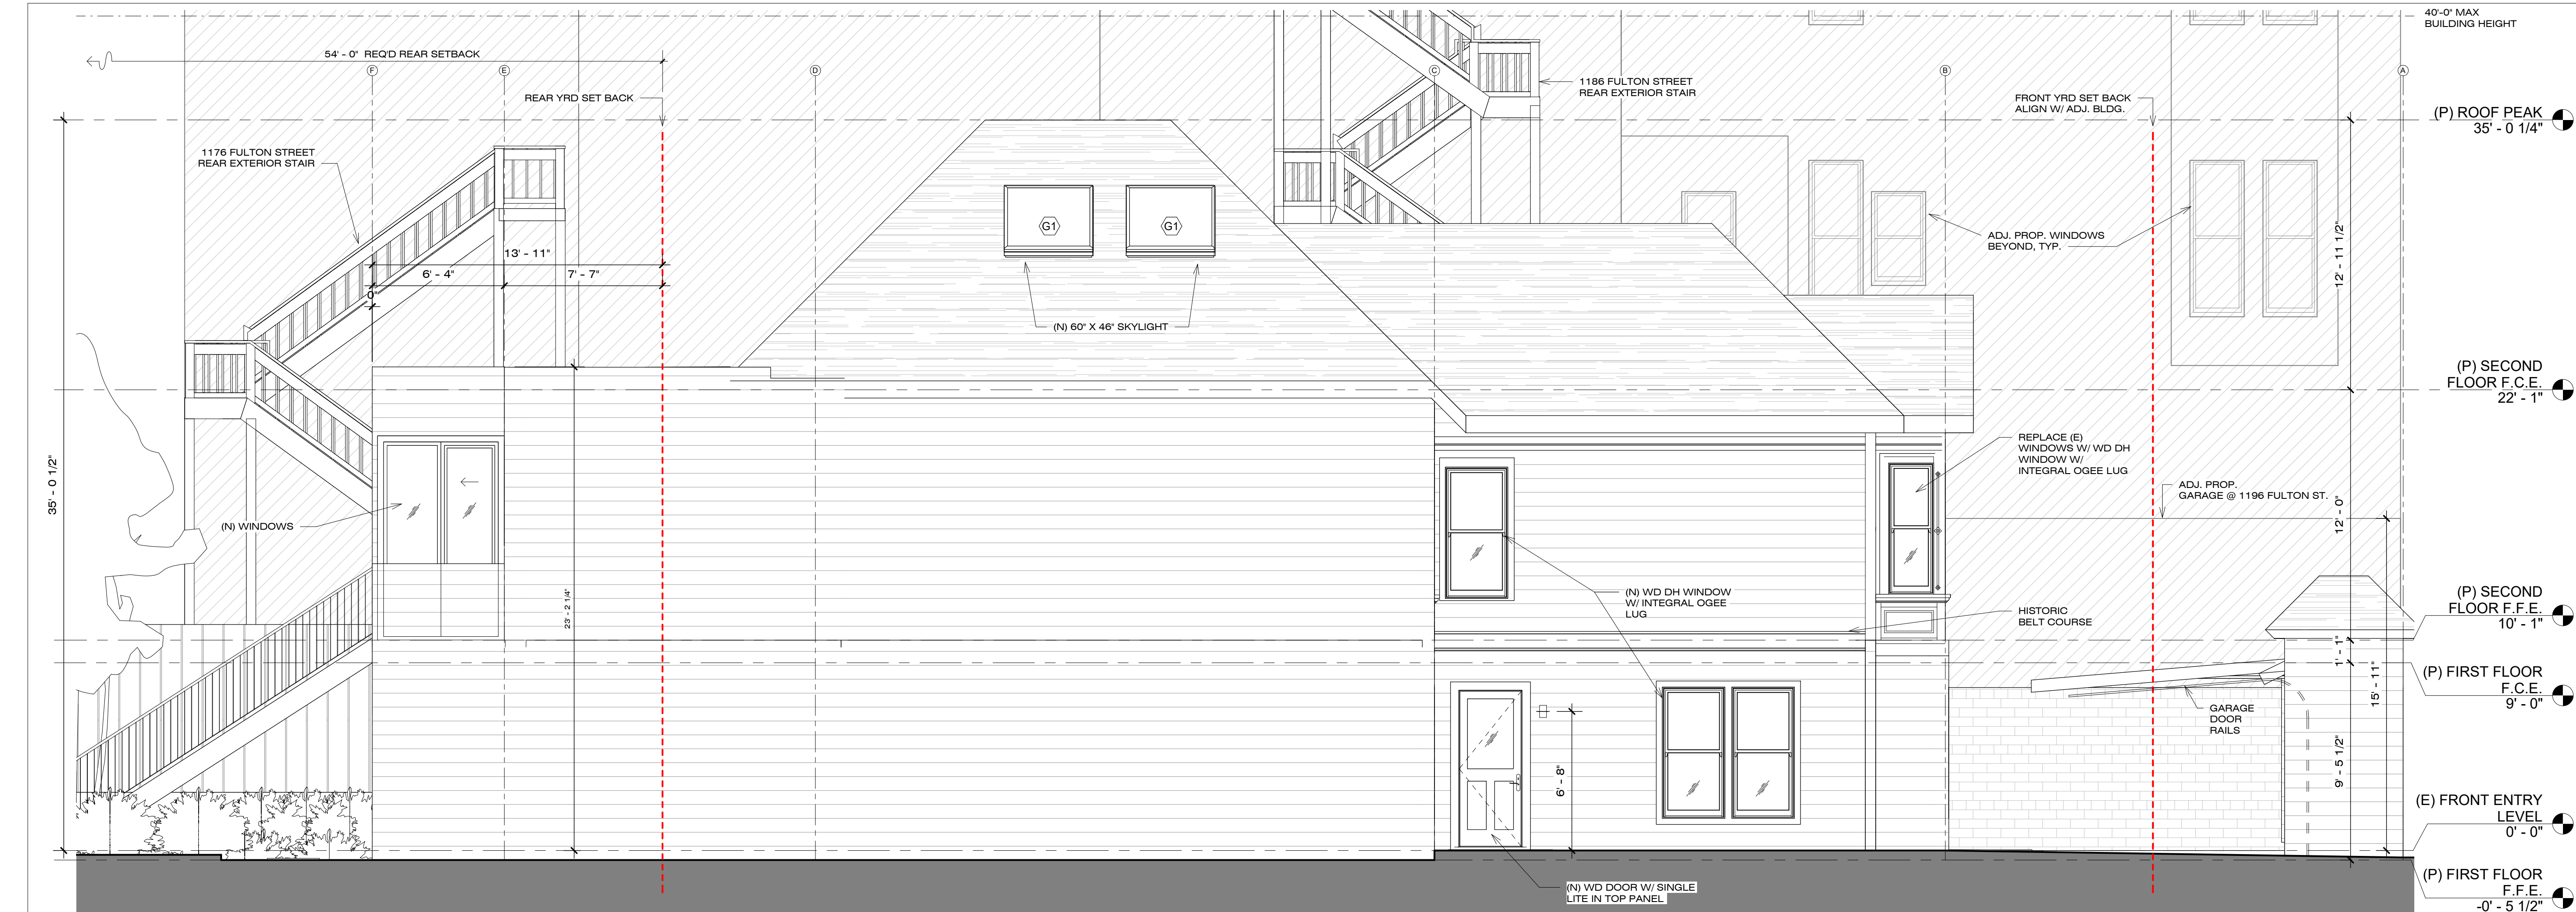 40'-0" MAX
BUILDING HEIGHT
54' - 0" REQ'D REAR SETBACK
F
E
D
C
B
A
REAR YRD SET BACK
1186 FULTON STREET
REAR EXTERIOR STAIR
FRONT YRD SET BACK
ALIGN W/ ADJ. BLDG.
(P) ROOF PEAK
35' - 0 1/4"
1176 FULTON STREET
REAR EXTERIOR STAIR
G1
G1
ADJ. PROP. WINDOWS
BEYOND, TYP.
12' - 11 1/2"
13' - 11"
6' - 4"
7' - 7"
0"
(N) 60" X 46" SKYLIGHT
(P) SECOND
FLOOR F.C.E.
22' - 1"
REPLACE (E)
WINDOWS W/ WD DH
WINDOW W/
INTEGRAL OGEE LUG
35' - 0 1/2"
ADJ. PROP.
GARAGE @ 1196 FULTON ST.
12' - 0"
(N) WINDOWS
23' - 2 1/4"
(N) WD DH WINDOW
W/ INTEGRAL OGEE
LUG
HISTORIC
BELT COURSE
(P) SECOND
FLOOR F.F.E.
10' - 1"
1' - 1"
15' - 11"
(P) FIRST FLOOR
F.C.E.
9' - 0"
GARAGE
DOOR
RAILS
6' - 8"
9' - 5 1/2"
(E) FRONT ENTRY
LEVEL
0' - 0"
(N) WD DOOR W/ SINGLE
LITE IN TOP PANEL
(P) FIRST FLOOR
F.F.E.
-0' - 5 1/2"